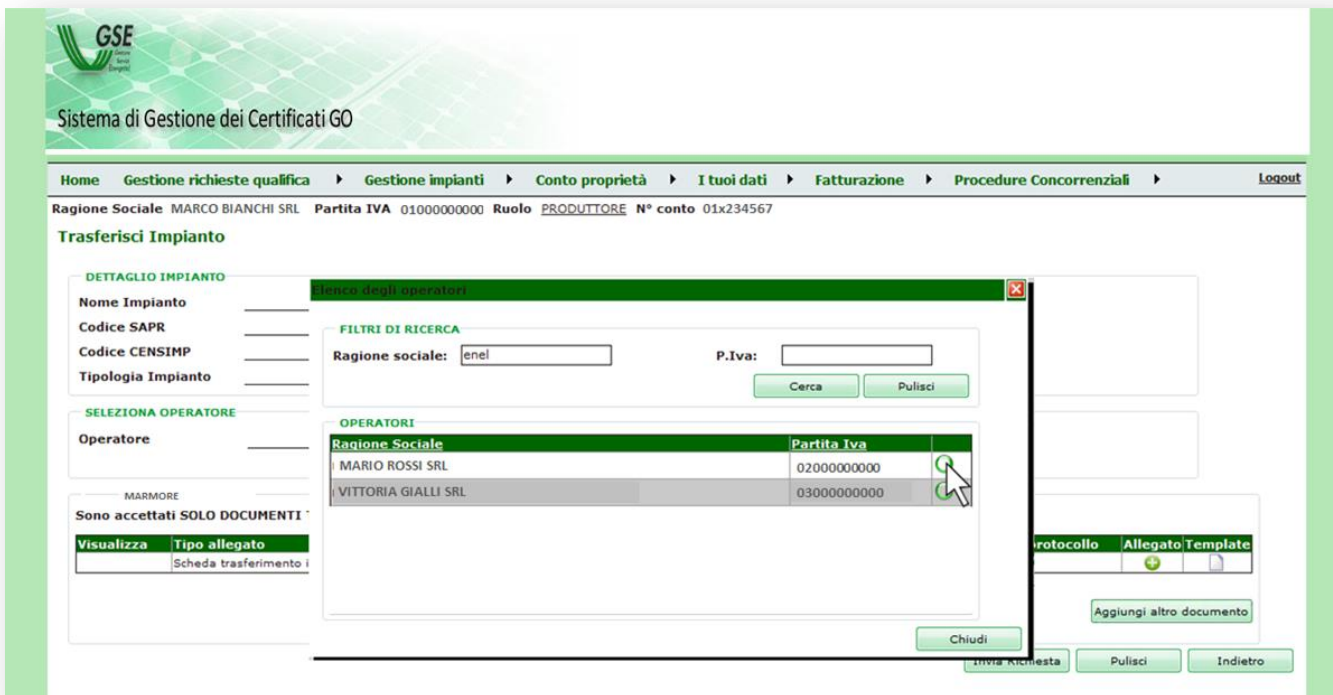 GSE
Gestore
Servizi
Energetici
Sistema di Gestione dei Certificati GO
Home Gestione richieste qualifica Gestione impianti Conto proprietà I tuoi dati Fatturazione Procedure Concorrenziali Logout
Ragione Sociale MARCO BIANCHI SRL Partita IVA 01000000000 Ruolo PRODUTTORE N° conto 01x234567
Trasferisci Impianto
DETTAGLIO IMPIANTO
Nome Impianto
Codice SAPR
Codice CENSIMP
Tipologia Impianto
SELEZIONA OPERATORE
Operatore
MARMORE
Sono accettati SOLO DOCUMENTI
Visualizza Tipo allegato rotocollo Allegato Template
Scheda trasferimento i
Aggiungi altro documento
Invia Richiesta Pulisci Indietro
Elenco degli operatori
FILTRI DI RICERCA
Ragione sociale: enel P.Iva:
Cerca Pulisci
OPERATORI
Ragione Sociale Partita Iva
MARIO ROSSI SRL 02000000000
VITTORIA GIALLI SRL 03000000000
Chiudi